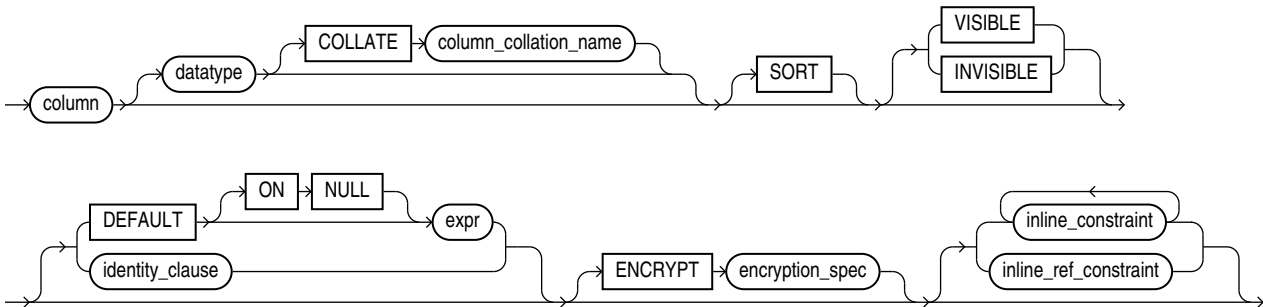 column datatype COLLATE column_collation_name SORT VISIBLE
INVISIBLE
DEFAULT ON NULL expr ENCRYPT encryption_spec inline_constraint
identity_clause inline_ref_constraint